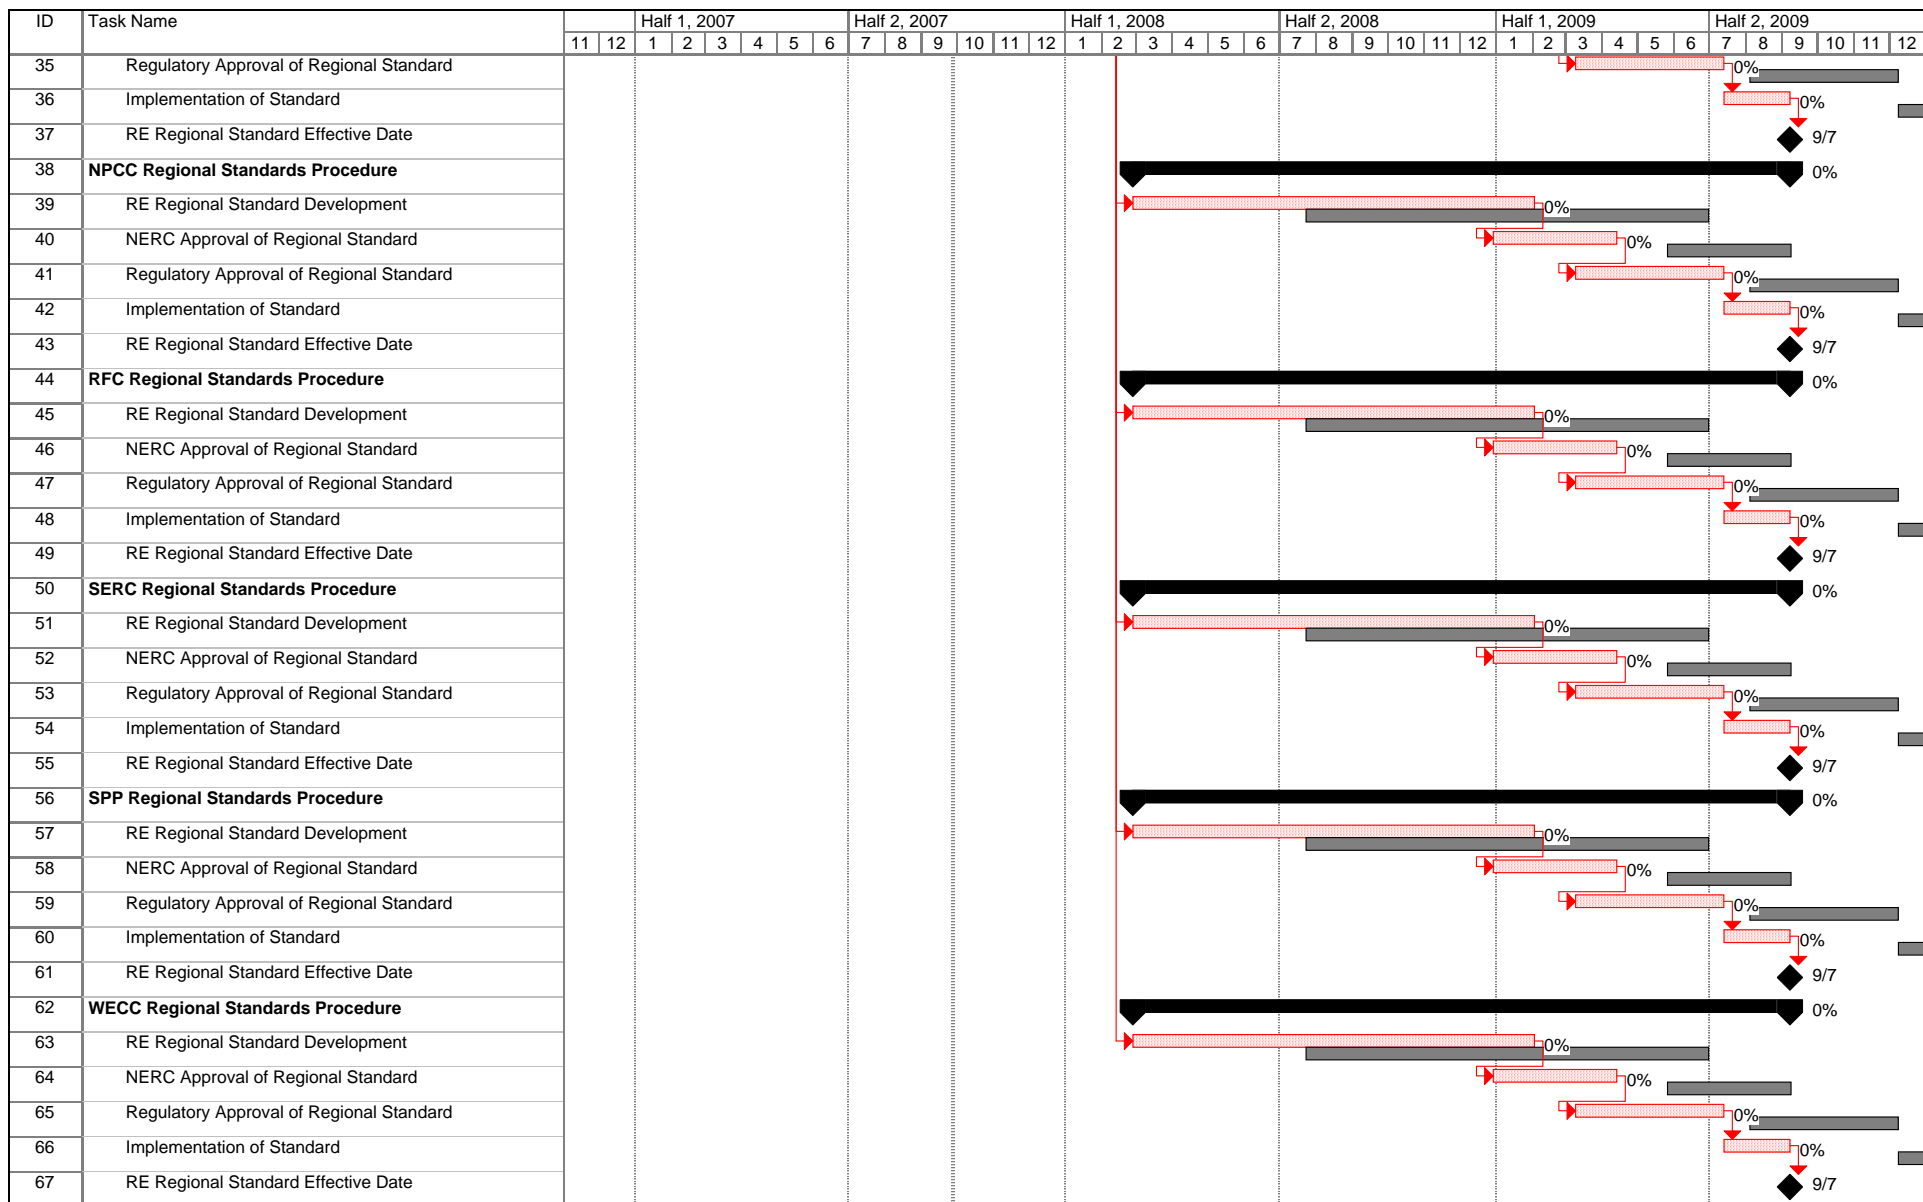 ID Task Name Half 1, 2007 Half 2, 2007 Half 1, 2008 Half 2, 2008 Half 1, 2009 Half 2, 2009
11 12 1 2 3 4 5 6 7 8 9 10 11 12 1 2 3 4 5 6 7 8 9 10 11 12 1 2 3 4 5 6 7 8 9 10 11 12
35 Regulatory Approval of Regional Standard 0%
36 Implementation of Standard 0%
37 RE Regional Standard Effective Date 9/7
38 NPCC Regional Standards Procedure 0%
39 RE Regional Standard Development 0%
40 NERC Approval of Regional Standard 0%
41 Regulatory Approval of Regional Standard 0%
42 Implementation of Standard 0%
43 RE Regional Standard Effective Date 9/7
44 RFC Regional Standards Procedure 0%
45 RE Regional Standard Development 0%
46 NERC Approval of Regional Standard 0%
47 Regulatory Approval of Regional Standard 0%
48 Implementation of Standard 0%
49 RE Regional Standard Effective Date 9/7
50 SERC Regional Standards Procedure 0%
51 RE Regional Standard Development 0%
52 NERC Approval of Regional Standard 0%
53 Regulatory Approval of Regional Standard 0%
54 Implementation of Standard 0%
55 RE Regional Standard Effective Date 9/7
56 SPP Regional Standards Procedure 0%
57 RE Regional Standard Development 0%
58 NERC Approval of Regional Standard 0%
59 Regulatory Approval of Regional Standard 0%
60 Implementation of Standard 0%
61 RE Regional Standard Effective Date 9/7
62 WECC Regional Standards Procedure 0%
63 RE Regional Standard Development 0%
64 NERC Approval of Regional Standard 0%
65 Regulatory Approval of Regional Standard 0%
66 Implementation of Standard 0%
67 RE Regional Standard Effective Date 9/7